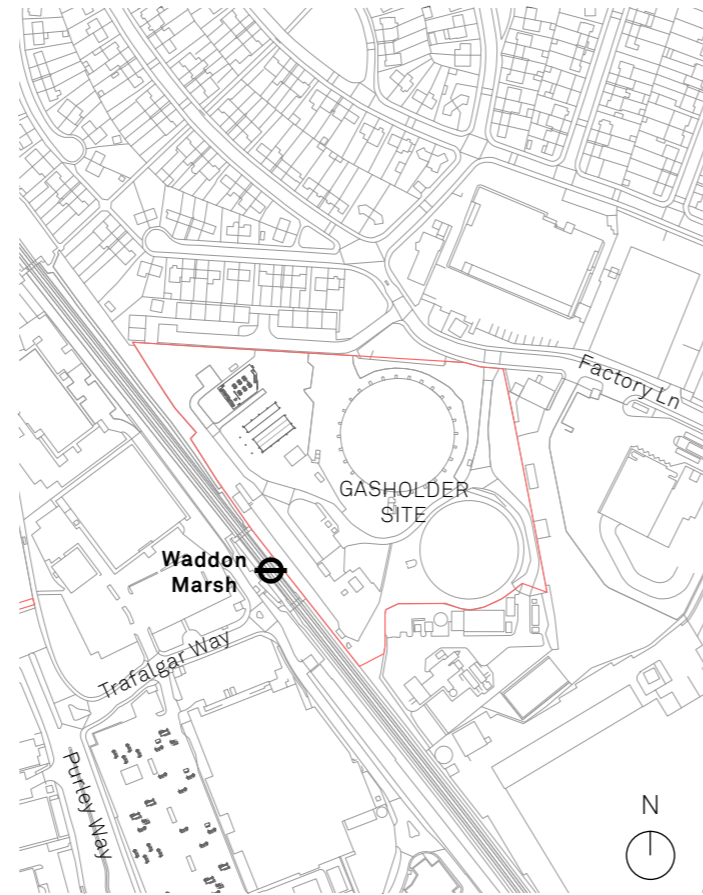 Factory Ln
GASHOLDER
SITE
Waddon
Marsh
Trafalgar Way
Purley Way
N